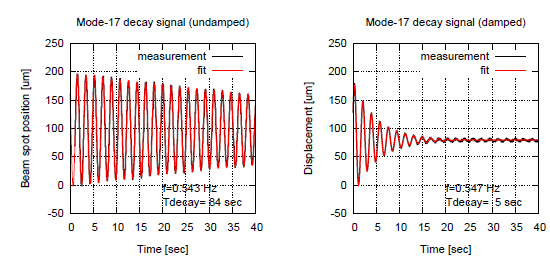 Mode-17 decay signal (undamped)
Beam spot position [um]
250
200
150
100
50
0
-50
measurement
fit
f=0.543 Hz
Tdecay= 84 sec
0 5 10 15 20 25 30 35 40
Time [sec]
Mode-17 decay signal (damped)
Displacement [um]
250
200
150
100
50
0
-50
measurement
fit
f=0.547 Hz
Tdecay= 5 sec
0 5 10 15 20 25 30 35 40
Time [sec]